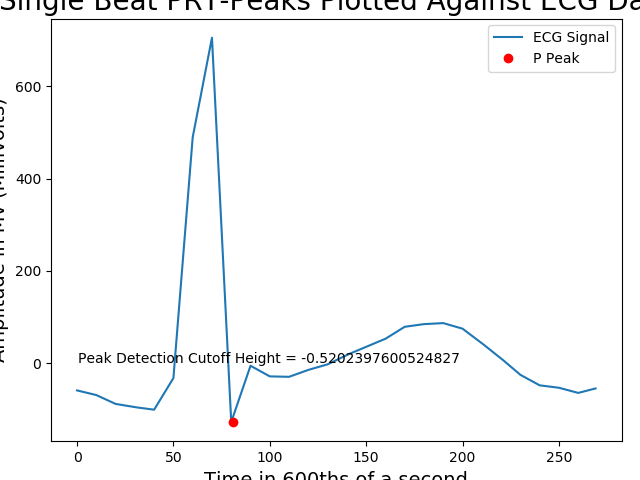 Single Beat PRT-Peaks Plotted Against ECG Da
ECG Signal
P Peak
Amplitude in MV (Millivolts)
600
400
200
0
Peak Detection Cutoff Height = -0.5202397600524827
0 50 100 150 200 250
Time in 600ths of a second